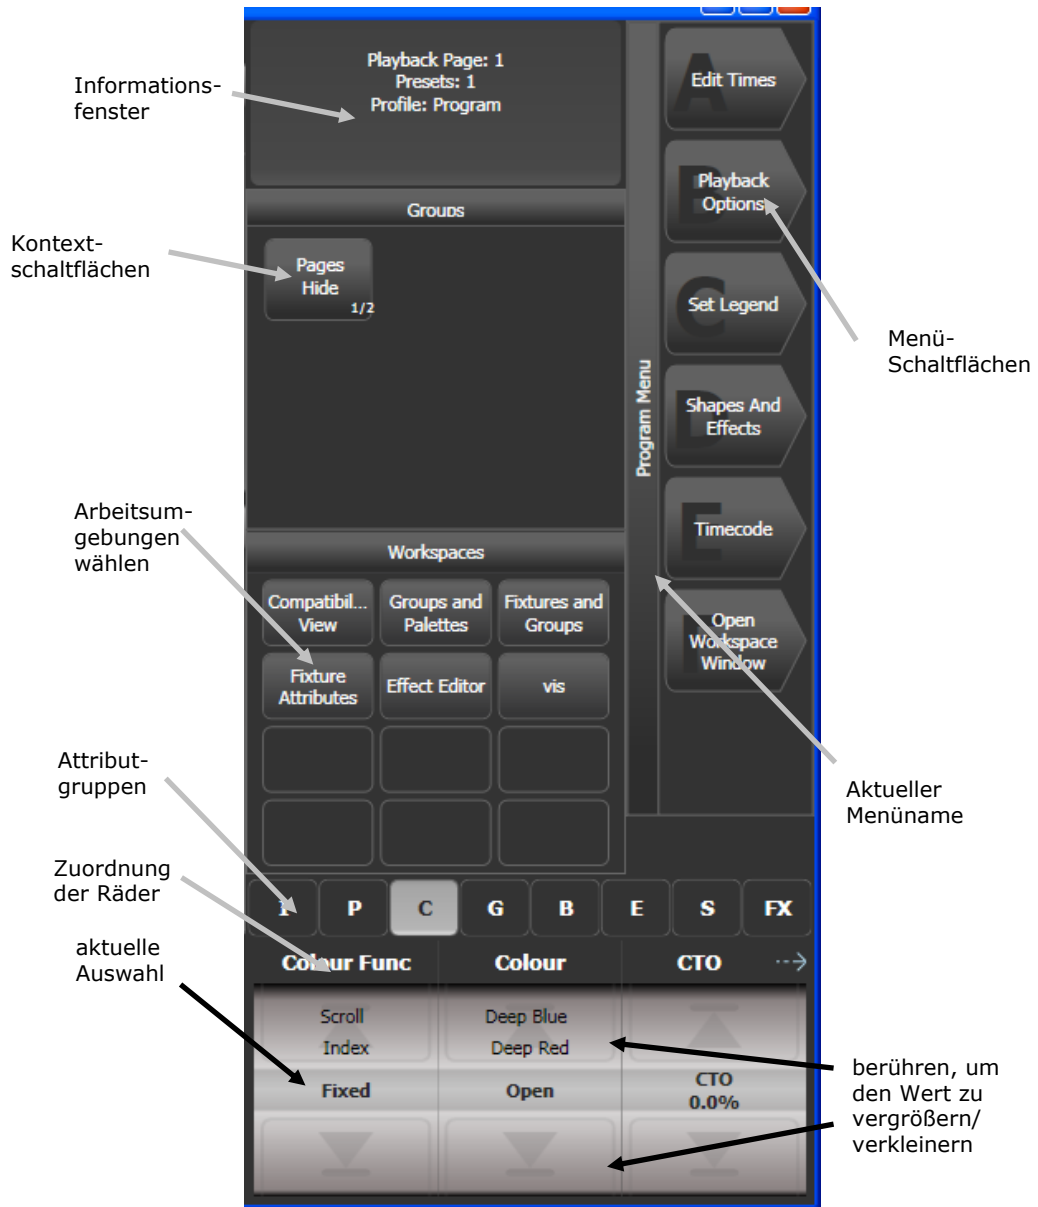 Playback Page: 1
Presets: 1
Profile: Program
Informations-
fenster
Groups
Kontext-
schaltflächen
Pages
Hide
1/2
A
Edit Times
B
Playback
Options
C
Set Legend
Menü-
Schaltflächen
Program Menu
D
Shapes And
Effects
E
Timecode
Open
Workspace
Window
Arbeitsum-
gebungen
wählen
Workspaces
Compatibil...
View
Groups and
Palettes
Fixtures and
Groups
Fixture
Attributes
Effect Editor
vis
Attribut-
gruppen
Aktueller
Menüname
Zuordnung
der Räder
I P C G B E S FX
aktuelle
Auswahl
Colour Func Colour CTO
Scroll
Index
Fixed
Deep Blue
Deep Red
Open
CTO
0.0%
berühren, um
den Wert zu
vergrößern/
verkleinern